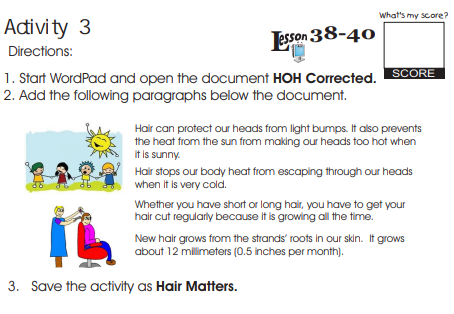 What's my score?
Activity 3
Lesson 38-40
Directions:
SCORE
1. Start WordPad and open the document HOH Corrected.
2. Add the following paragraphs below the document.
Hair can protect our heads from light bumps. It also prevents
the heat from the sun from making our heads too hot when
it is sunny.
Hair stops our body heat from escaping through our heads
when it is very cold.
Whether you have short or long hair, you have to get your
hair cut regularly because it is growing all the time.
New hair grows from the strands' roots in our skin. It grows
about 12 millimeters (0.5 inches per month).
3. Save the activity as Hair Matters.